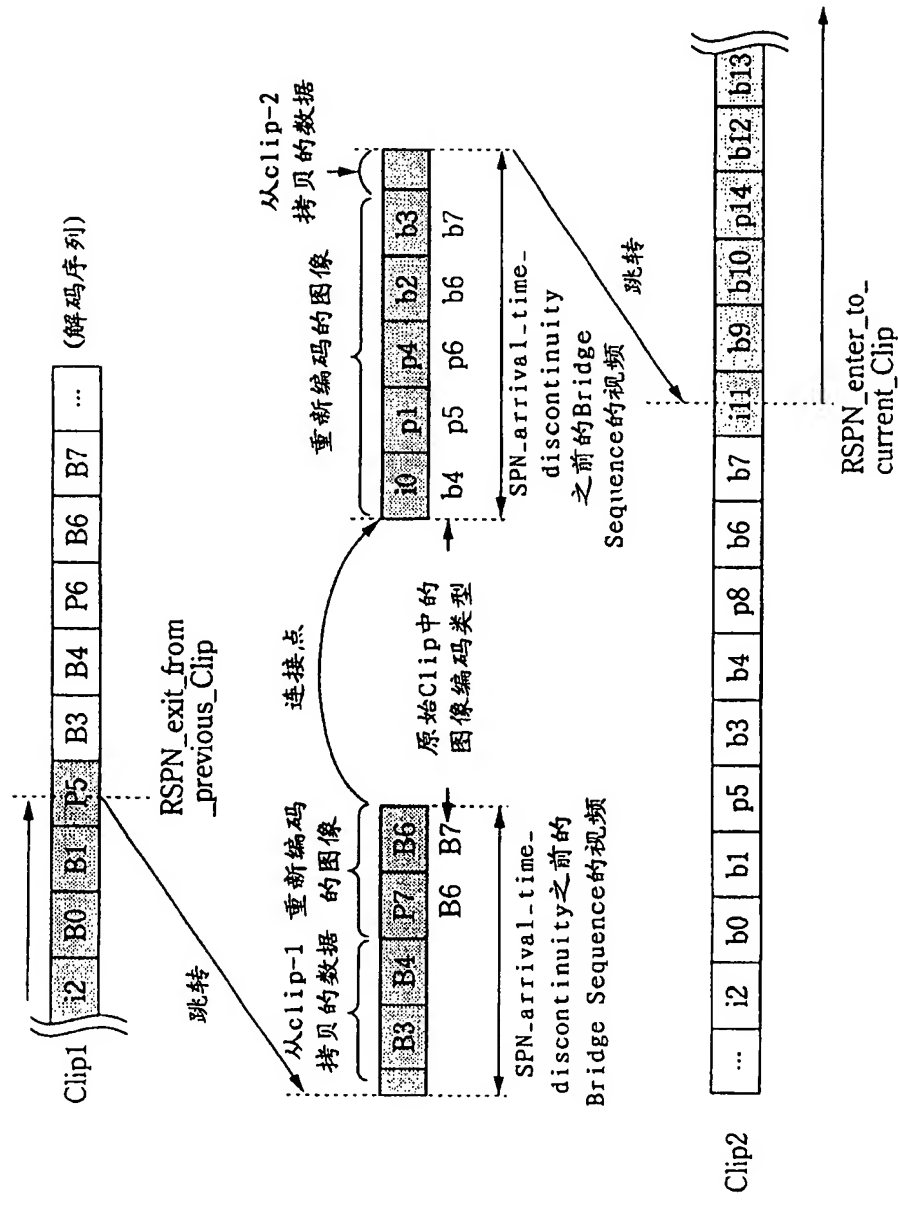 Clip1
i2 B0 B1 P5 B3 B4 P6 B6 B7 ....
(解码序列)
RSPN_exit_from
_previous_Clip
跳转
从clip-1
拷贝的数据
重新编码
的图像
连接点
重新编码的图像
从clip-2
拷贝的数据
B3 B4 P7 B6
i0 p1 p4 b2 b3
B6 B7
b4 p5 p6 b6 b7
原始Clip中的
图像编码类型
SPN_arrival_time_
discontinuity之前的
Bridge Sequence的视频
SPN_arrival_time_
discontinuity
之前的Bridge
Sequence的视频
跳转
Clip2
... i2 b0 b1 p5 b3 b4 p8 b6 b7 i11 b9 b10 p14 b12 b13
RSPN_enter_to_
current_Clip